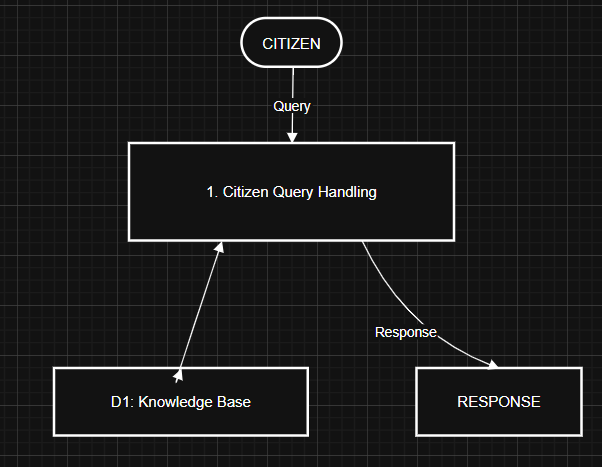 CITIZEN
Query
1. Citizen Query Handling
Response
D1: Knowledge Base
RESPONSE